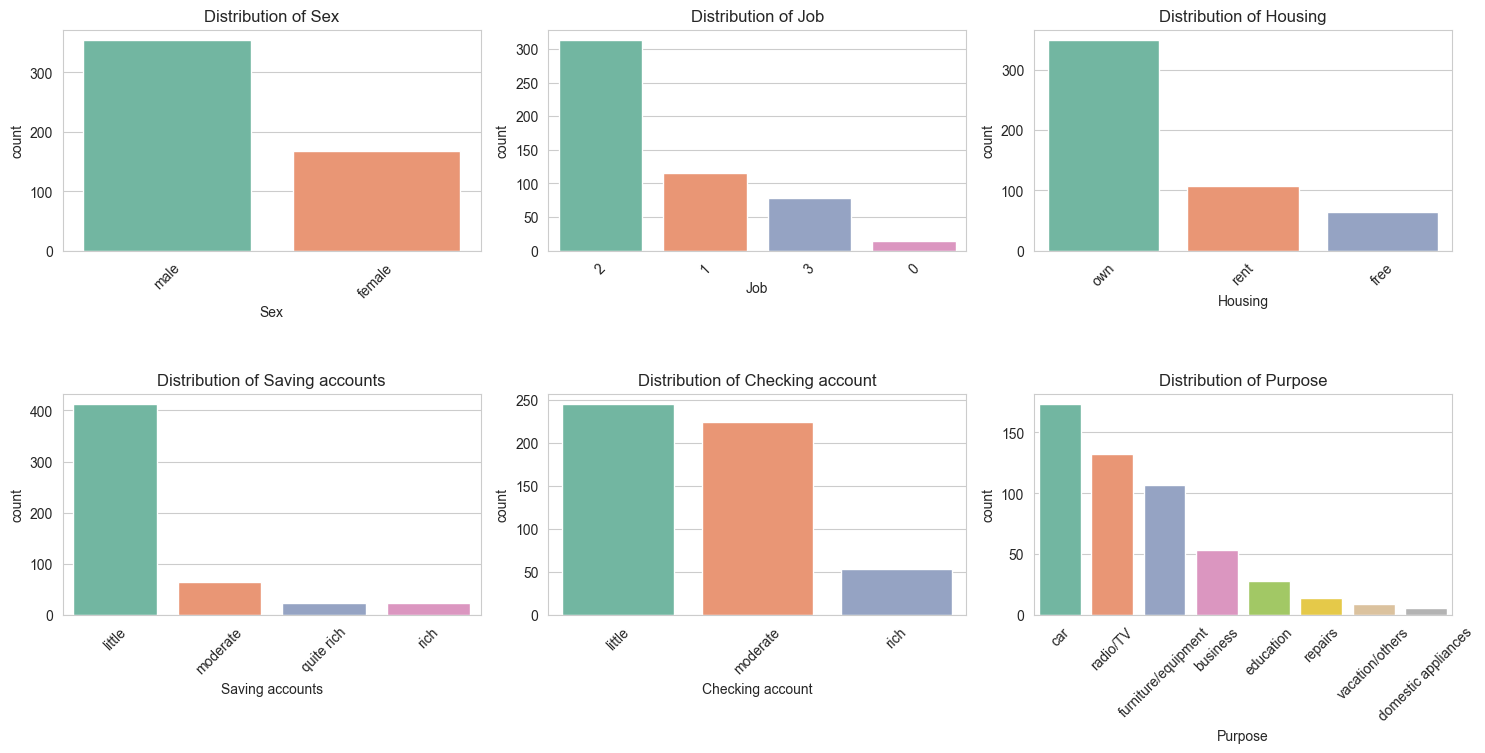 Distribution of Sex
300
200
100
0
count
male
female
Sex
Distribution of Job
300
250
200
150
100
50
0
count
2
1
3
0
Job
Distribution of Housing
300
200
100
0
count
own
rent
free
Housing
Distribution of Saving accounts
400
300
200
100
0
count
little
moderate
quite rich
rich
Saving accounts
Distribution of Checking account
250
200
150
100
50
0
count
little
moderate
rich
Checking account
Distribution of Purpose
150
100
50
0
count
car
radio/TV
furniture/equipment
business
education
repairs
vacation/others
domestic appliances
Purpose